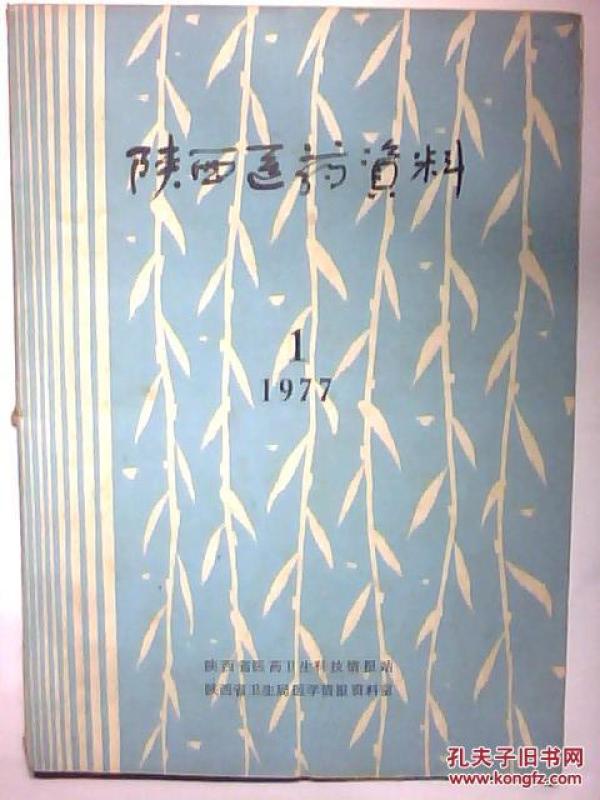 陕西医药資料
1
1977
陕西省医药卫生科技情报站
陕西省卫生局医学情报资料室
孔夫子旧书网
www.kongfz.com